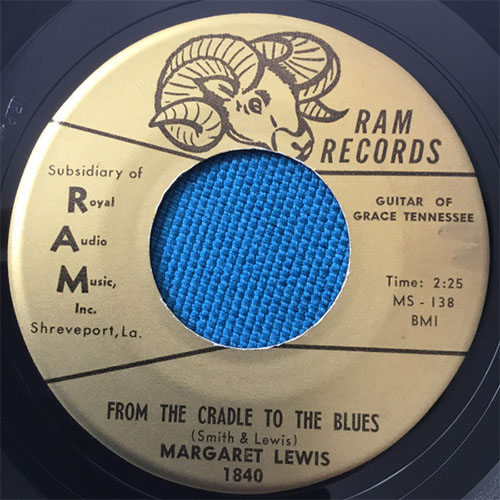 RAM
RECORDS
Subsidiary of
Royal
Audio
Music,
Inc.
Shreveport, La.
GUITAR OF
GRACE TENNESSEE
Time: 2:25
MS - 138
BMI
FROM THE CRADLE TO THE BLUES
(Smith & Lewis)
MARGARET LEWIS
1840